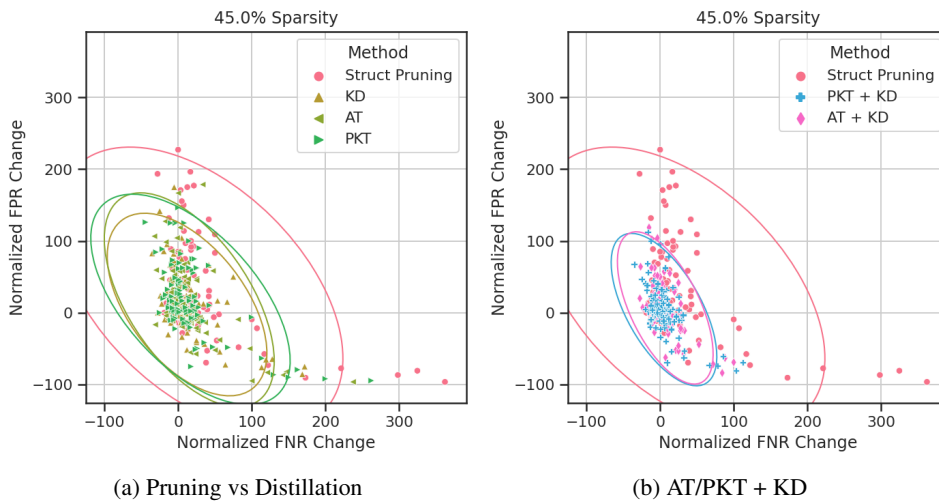 45.0% Sparsity
Method
Struct Pruning
KD
AT
PKT
300
200
100
0
−100
Normalized FPR Change
−100
0
100
200
300
Normalized FNR Change
(a) Pruning vs Distillation
45.0% Sparsity
Method
Struct Pruning
PKT + KD
AT + KD
300
200
100
0
−100
Normalized FPR Change
−100
0
100
200
300
Normalized FNR Change
(b) AT/PKT + KD